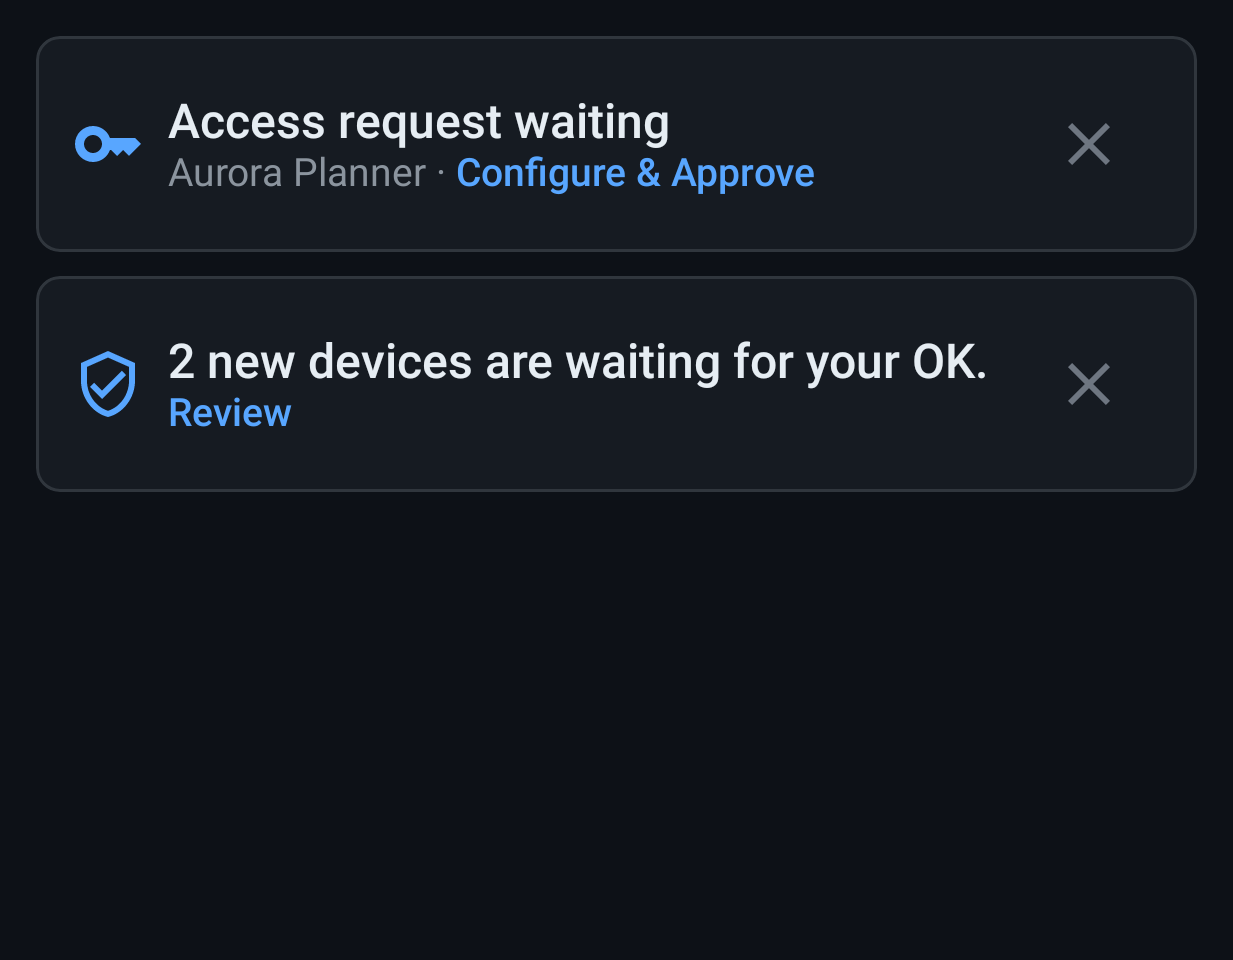 Access request waiting
Aurora Planner · Configure & Approve
2 new devices are waiting for your OK.
Review